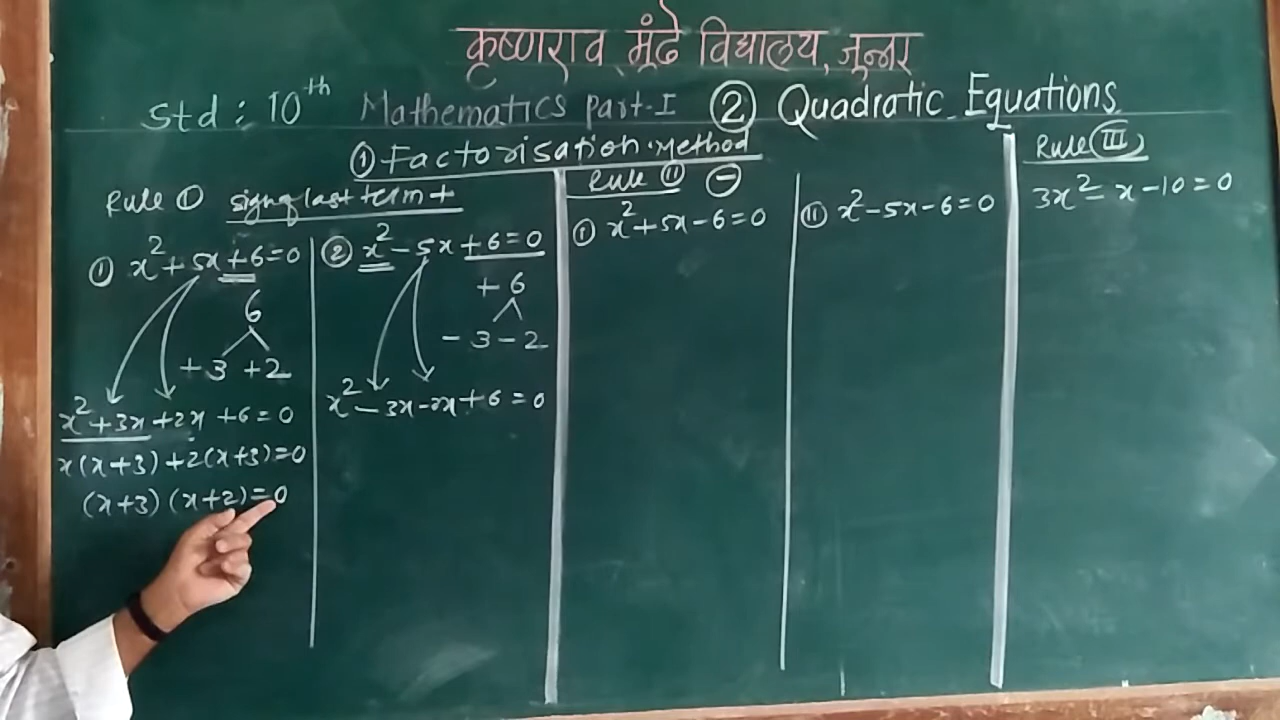 कृष्णराव मुंढे विद्यालय, जुन्नर
Std : 10th Mathematics Part-I ② Quadratic Equations
① Factorisation Method
Rule ① sign of last term +
① x² + 5x + 6 = 0
6
+3 +2
x² + 3x + 2x + 6 = 0
x(x+3) + 2(x+3) = 0
(x+3) (x+2) = 0
② x² - 5x + 6 = 0
+6
-3 -2
x² - 3x - 2x + 6 = 0
Rule ⑪ ⊖
① x² + 5x - 6 = 0
⑪ x² - 5x - 6 = 0
Rule Ⅲ
3x² - x - 10 = 0